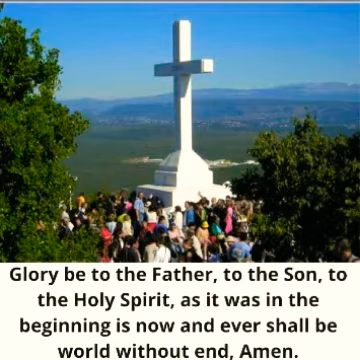 Glory be to the Father, to the Son, to
the Holy Spirit, as it was in the
beginning is now and ever shall be
world without end, Amen.